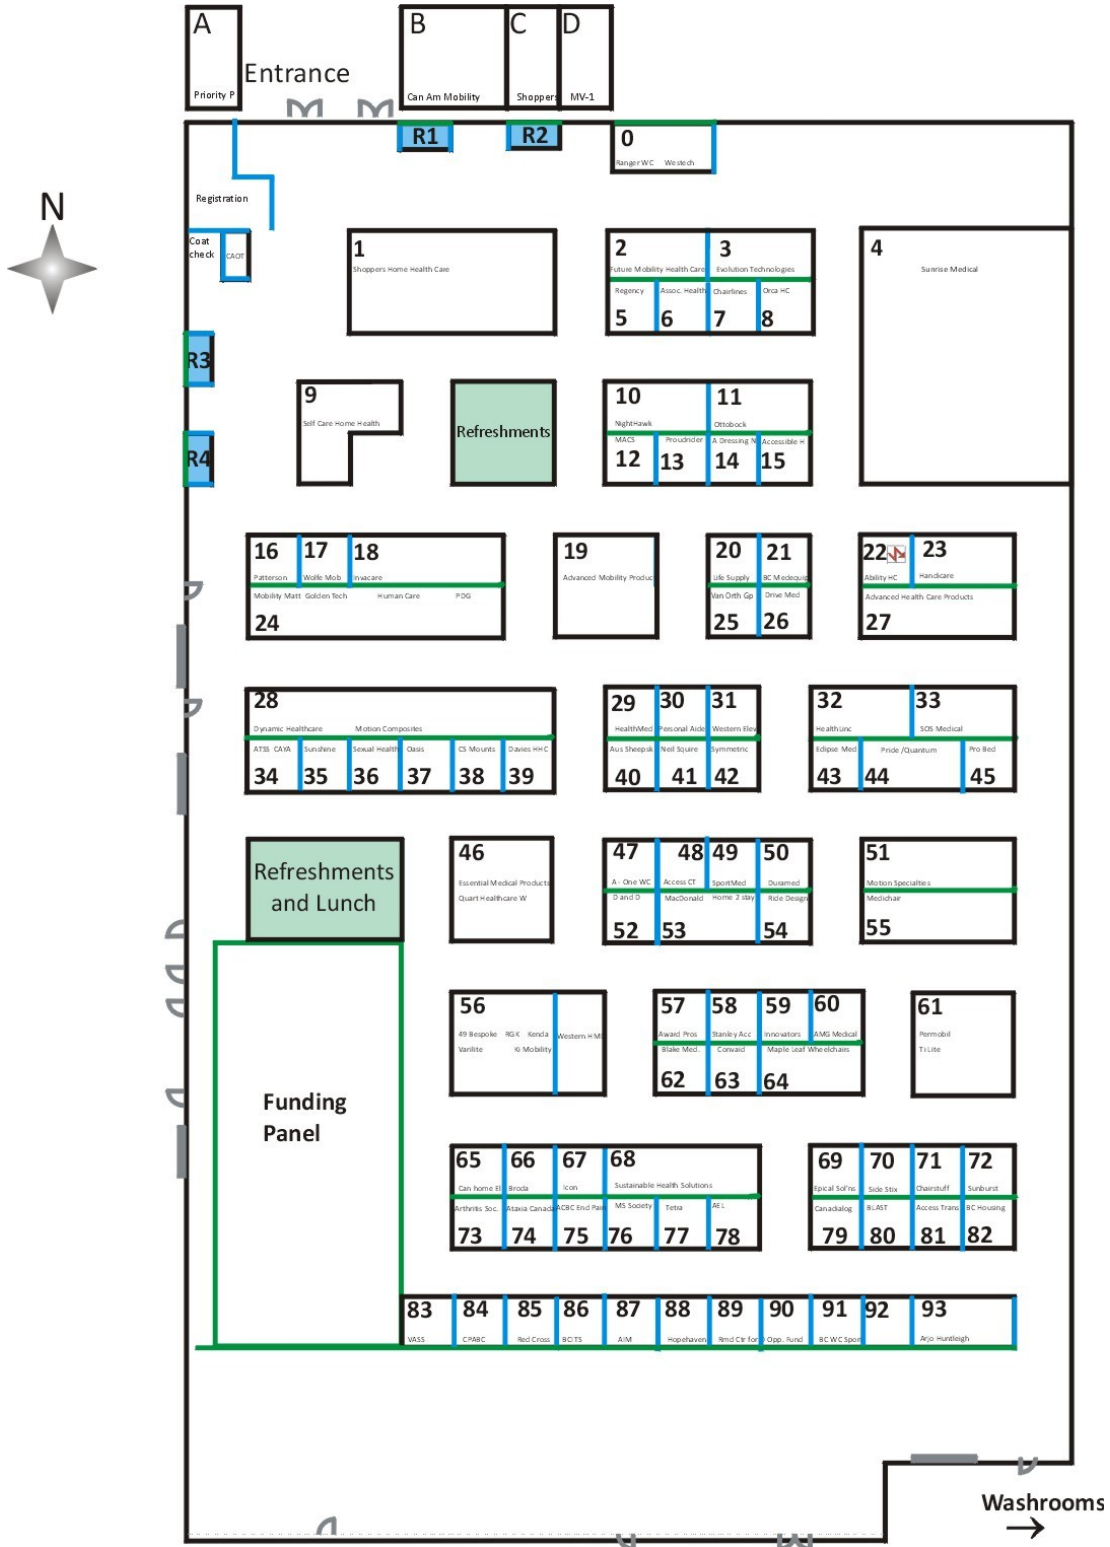 A B C D
Entrance
Priority P Can Am Mobility Shoppers MV-1
R1 R2 0
Ranger WC Westech
N
Registration
Coat
check
CAOT
1 2 3 4
Shoppers Home Health Care Future Mobility Health Care Evolution Technologies Sunrise Medical
Regency Assoc. Health Chairlines Orca HC
5 6 7 8
R3
9 10 11
Self Care Home Health NightHawk Ottobock
Refreshments
MACS Proudrider A Dressing N Accessible H
R4 12 13 14 15
16 17 18 19 20 21 22 23
Patterson Wolfe Mob Invacare Advanced Mobility Produc Life Supply BC Medequip Ability HC Handicare
Mobility Matt Golden Tech Human Care PDG Van Orth Gp Drive Med Advanced Health Care Products
24 25 26 27
28 29 30 31 32 33
Dynamic Healthcare Motion Composites HealthMed Personal Aide Western Elev SOS Medical
ATSS CAYA Sunshine Sexual Health Oasis CS Mounts Davies HHC Aus Sheepsk Neil Squire Symmetric Eclipse Med Pride /Quantum Pro Bed
34 35 36 37 38 39 40 41 42 43 44 45
46 47 48 49 50 51
Refreshments
and Lunch
Essential Medical Products A - One WC Access CT SportMed Duramed Motion Specialties
Quart Healthcare W D and D MacDonald Home 2 stay Ride Design Medichair
52 53 54 55
56 57 58 59 60 61
49 Bespoke RGK Kenda Western HM Award Pros Stanley Acc Innovators AMG Medical Permobil
Varilite Ki Mobility Blake Med. Convaid Maple Leaf Wheelchairs TiLite
62 63 64
Funding
Panel
65 66 67 68 69 70 71 72
Can home El Broda Icon Sustainable Health Solutions Epical Sol'ns Side Stix Chairstuff Sunburst
Arthritis Soc. Ataxia Canada ACBC End Pain MS Society Tetra AEL Canadialog BLAST Access Trans BC Housing
73 74 75 76 77 78 79 80 81 82
83 84 85 86 87 88 89 90 91 92 93
VASS CPABC Red Cross BCITS AIM Hopehaven Rmd Ctr for Opp. Fund BC WC Spor Arjo Huntleigh
Washrooms